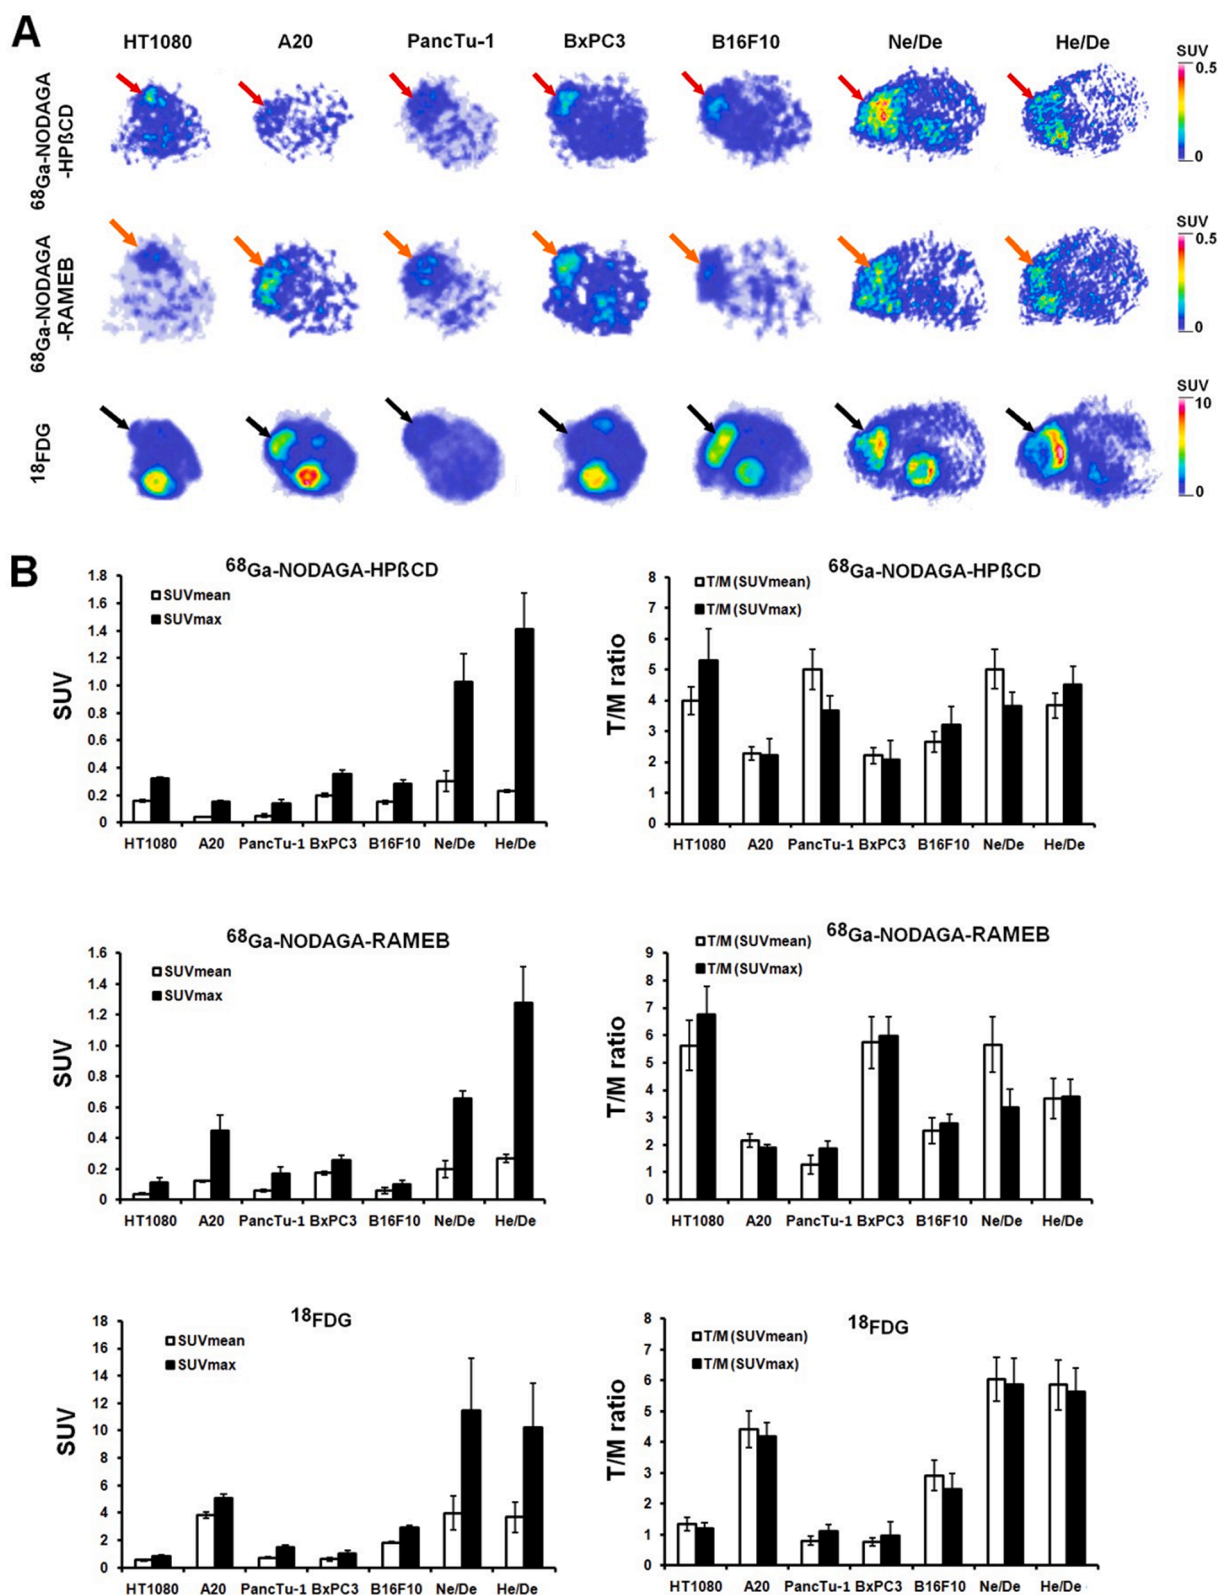 A
HT1080 A20 PancTu-1 BxPC3 B16F10 Ne/De He/De
SUV
0.5
0
68Ga-NODAGA
-HPßCD
SUV
0.5
0
68Ga-NODAGA
-RAMEB
SUV
10
0
18FDG
B
68Ga-NODAGA-HPßCD
SUVmean
SUVmax
SUV
1.8
1.6
1.4
1.2
1.0
0.8
0.6
0.4
0.2
0
HT1080 A20 PancTu-1 BxPC3 B16F10 Ne/De He/De
68Ga-NODAGA-HPßCD
T/M (SUVmean)
T/M (SUVmax)
T/M ratio
8
7
6
5
4
3
2
1
0
HT1080 A20 PancTu-1 BxPC3 B16F10 Ne/De He/De
68Ga-NODAGA-RAMEB
SUVmean
SUVmax
SUV
1.6
1.4
1.2
1.0
0.8
0.6
0.4
0.2
0
HT1080 A20 PancTu-1 BxPC3 B16F10 Ne/De He/De
68Ga-NODAGA-RAMEB
T/M (SUVmean)
T/M (SUVmax)
T/M ratio
9
8
7
6
5
4
3
2
1
0
HT1080 A20 PancTu-1 BxPC3 B16F10 Ne/De He/De
18FDG
SUVmean
SUVmax
SUV
18
16
14
12
10
8
6
4
2
0
HT1080 A20 PancTu-1 BxPC3 B16F10 Ne/De He/De
18FDG
T/M (SUVmean)
T/M (SUVmax)
T/M ratio
8
7
6
5
4
3
2
1
0
HT1080 A20 PancTu-1 BxPC3 B16F10 Ne/De He/De